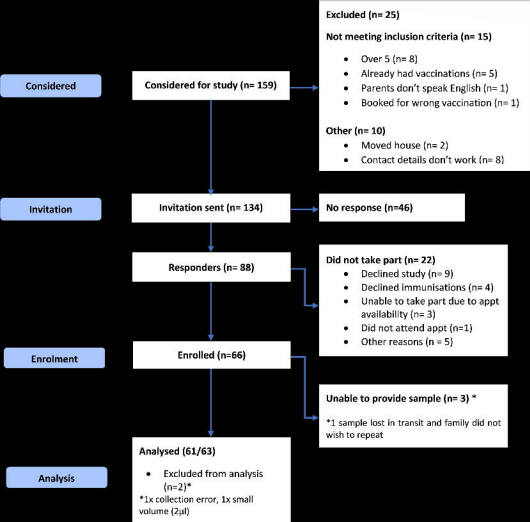 Excluded (n= 25)
Not meeting inclusion criteria (n= 15)
• Over 5 (n= 8)
• Already had vaccinations (n= 5)
• Parents don't speak English (n= 1)
• Booked for wrong vaccination (n= 1)
Other (n= 10)
• Moved house (n= 2)
• Contact details don't work (n= 8)
Considered
Considered for study (n= 159)
Invitation
Invitation sent (n= 134)
No response (n=46)
Responders (n= 88)
Did not take part (n= 22)
• Declined study (n= 9)
• Declined immunisations (n= 4)
• Unable to take part due to appt
availability (n= 3)
• Did not attend appt (n=1)
• Other reasons (n = 5)
Enrolment
Enrolled (n=66)
Unable to provide sample (n= 3) *
*1 sample lost in transit and family did not
wish to repeat
Analysis
Analysed (61/63)
• Excluded from analysis
(n=2)*
*1x collection error, 1x small
volume (2µl)